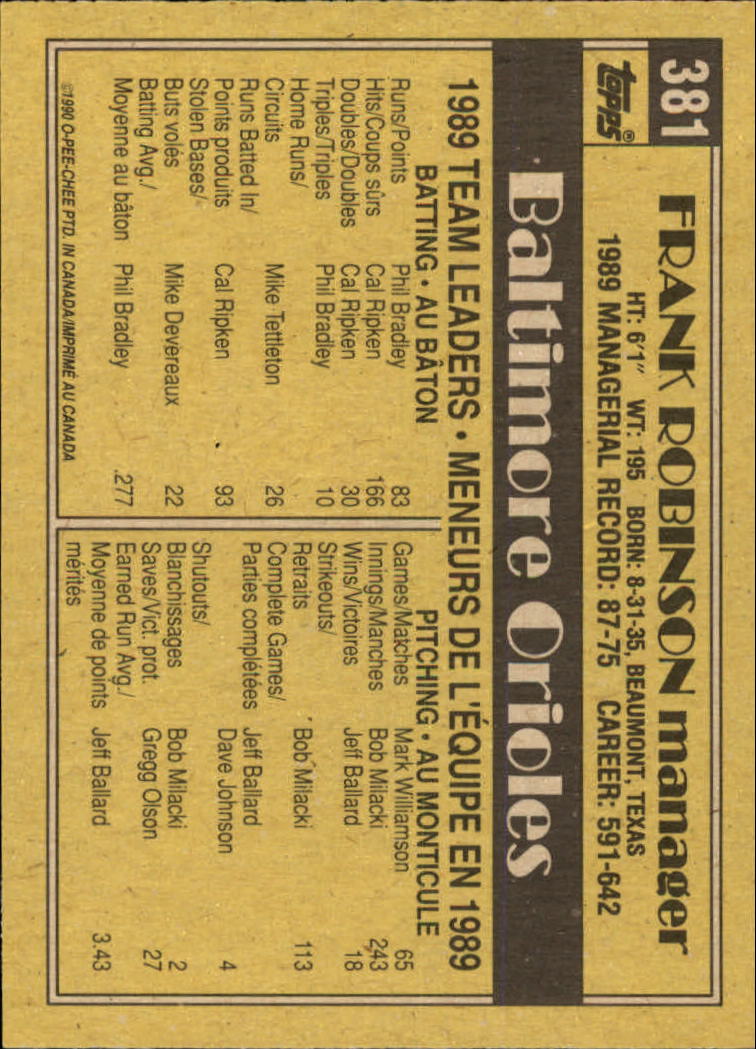 381
topps®
FRANK ROBINSON manager
HT: 6'1" WT: 195 BORN: 8-31-35, BEAUMONT, TEXAS
1989 MANAGERIAL RECORD: 87-75 CAREER: 591-642
Baltimore Orioles
1989 TEAM LEADERS • MENEURS DE L'ÉQUIPE EN 1989
BATTING • AU BÂTON
Runs/Points Phil Bradley 83
Hits/Coups sûrs Cal Ripken 166
Doubles/Doubles Cal Ripken 30
Triples/Triples Phil Bradley 10
Home Runs/
Circuits Mike Tettleton 26
Runs Batted In/
Points produits Cal Ripken 93
Stolen Bases/
Buts volés Mike Devereaux 22
Batting Avg./
Moyenne au bâton Phil Bradley .277
PITCHING • AU MONTICULE
Games/Matches Mark Williamson 65
Innings/Manches Bob Milacki 243
Wins/Victoires Jeff Ballard 18
Strikeouts/
Retraits Bob Milacki 113
Complete Games/
Parties complétées Jeff Ballard
Dave Johnson 4
Shutouts/
Blanchissages Bob Milacki 2
Saves/Vict. prot. Gregg Olson 27
Earned Run Avg./
Moyenne de points Jeff Ballard 3.43
mérités
©1990 O-PEE-CHEE PTD. IN CANADA/IMPRIMÉ AU CANADA